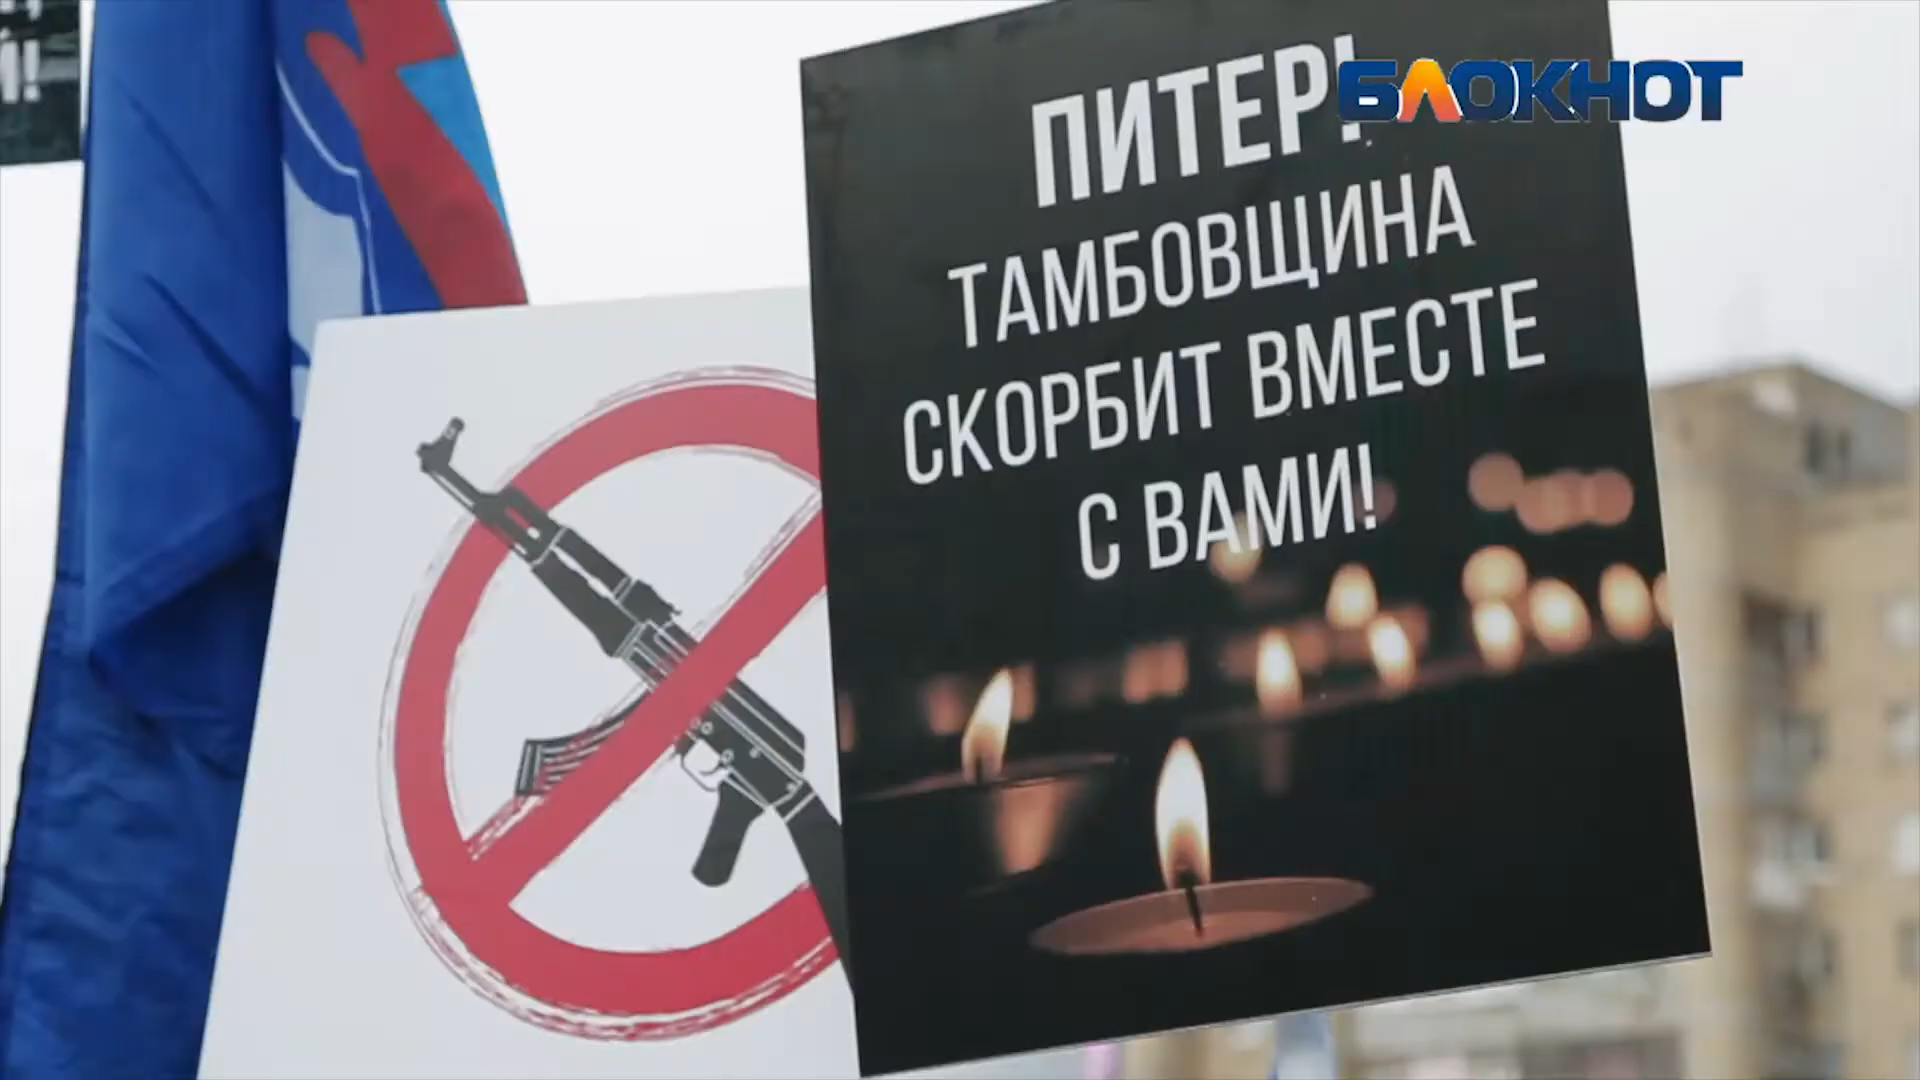 ПИТЕР!
БЛОКНОТ
ТАМБОВЩИНА
СКОРБИТ ВМЕСТЕ
С ВАМИ!